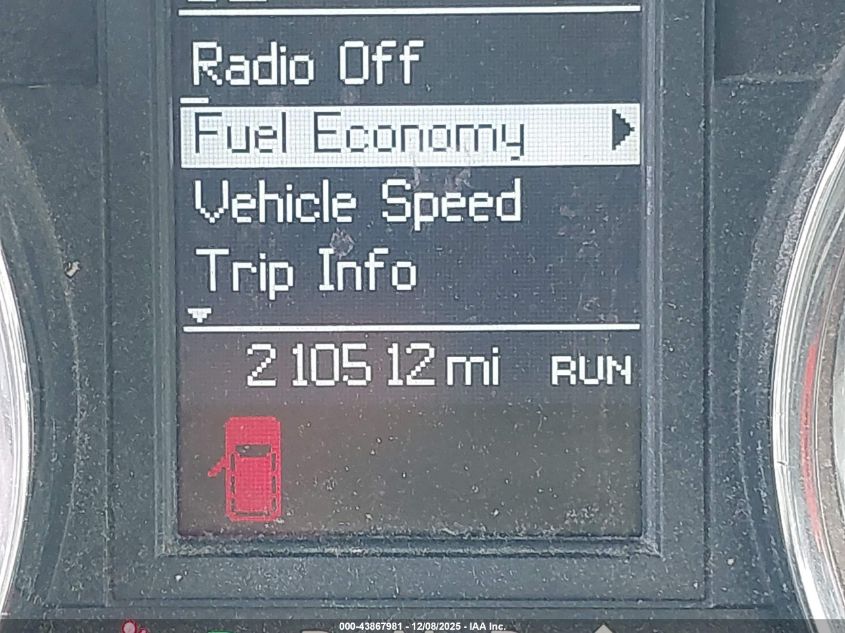 Radio Off
Fuel Economy
Vehicle Speed
Trip Info
210512 mi RUN
000-43867981 - 12/08/2025 - IAA Inc.